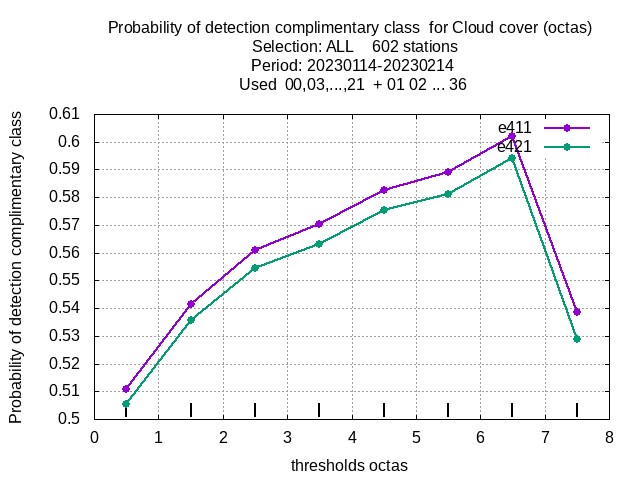 Probability of detection complimentary class  for Cloud cover (octas)
Selection: ALL    602 stations
Period: 20230114-20230214
Used  00,03,...,21  + 01 02 ... 36
Probability of detection complimentary class
0.61
0.6
0.59
0.58
0.57
0.56
0.55
0.54
0.53
0.52
0.51
0.5
e411
e421
0 1 2 3 4 5 6 7 8
thresholds octas